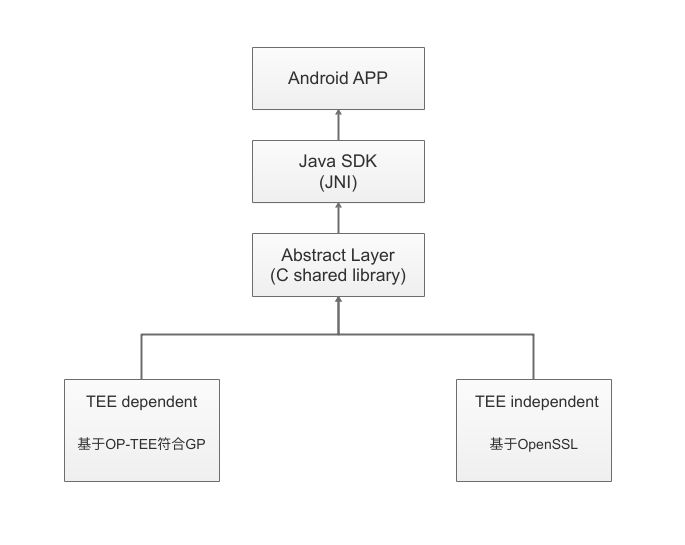 Android APP
Java SDK
(JNI)
Abstract Layer
(C shared library)
TEE dependent
基于OP-TEE符合GP
TEE independent
基于OpenSSL